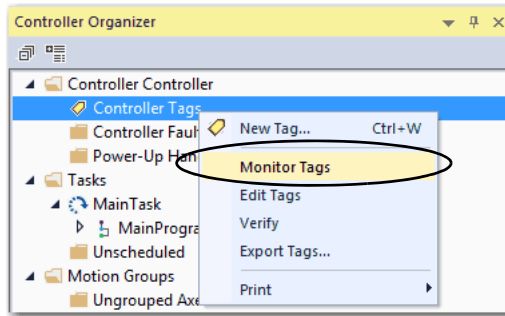 Controller Organizer
Controller Controller
Controller Tags
Controller Faul
Power-Up Han
Tasks
MainTask
MainProgra
Unscheduled
Motion Groups
Ungrouped Axe
New Tag... Ctrl+W
Monitor Tags
Edit Tags
Verify
Export Tags...
Print